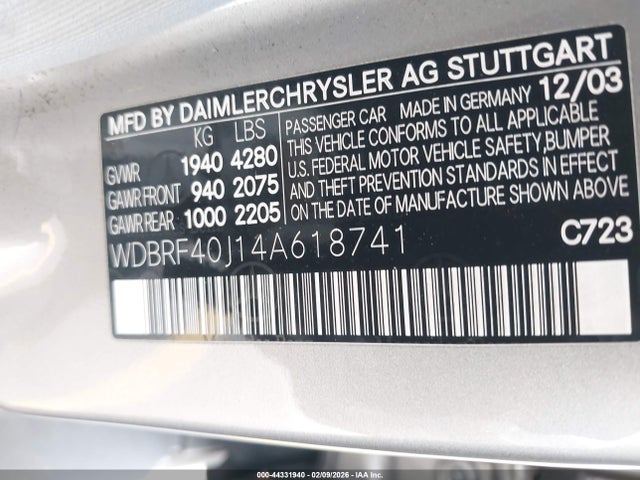 MFD BY DAIMLERCHRYSLER AG STUTTGART
KG LBS
GVWR 1940 4280
GAWR FRONT 940 2075
GAWR REAR 1000 2205
PASSENGER CAR MADE IN GERMANY 12/03
THIS VEHICLE CONFORMS TO ALL APPLICABLE
U.S. FEDERAL MOTOR VEHICLE SAFETY, BUMPER
AND THEFT PREVENTION STANDARDS IN EFFECT
ON THE DATE OF MANUFACTURE SHOWN ABOVE
WDBRF40J14A618741
C723
000-44331940 - 02/09/2026 - IAA Inc.